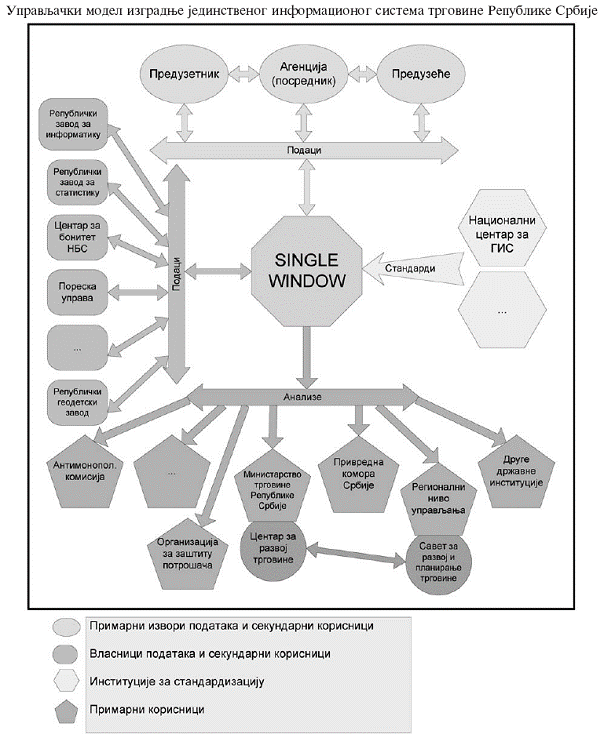 Управљачки модел изградње јединственог информационог система трговине Републике Србије
Предузетник
Агенција
(посредник)
Предузеће
Подаци
Републички
завод за
информатику
Републички
завод за
статистику
Центар за
бонитет
НБС
Пореска
управа
...
Републички
геодетски
завод
Подаци
SINGLE
WINDOW
Стандарди
Национални
центар за
ГИС
...
Анализе
Антимонопол.
комисија
...
Организација
за заштиту
потрошача
Министарство
трговине
Републике
Србије
Центар за
развој
трговине
Привредна
комора
Србије
Регионални
ниво
управљања
Савет за
развој и
планирање
трговине
Друге
државне
институције
Примарни извори података и секундарни корисници
Власници података и секундарни корисници
Институције за стандардизацију
Примарни корисници